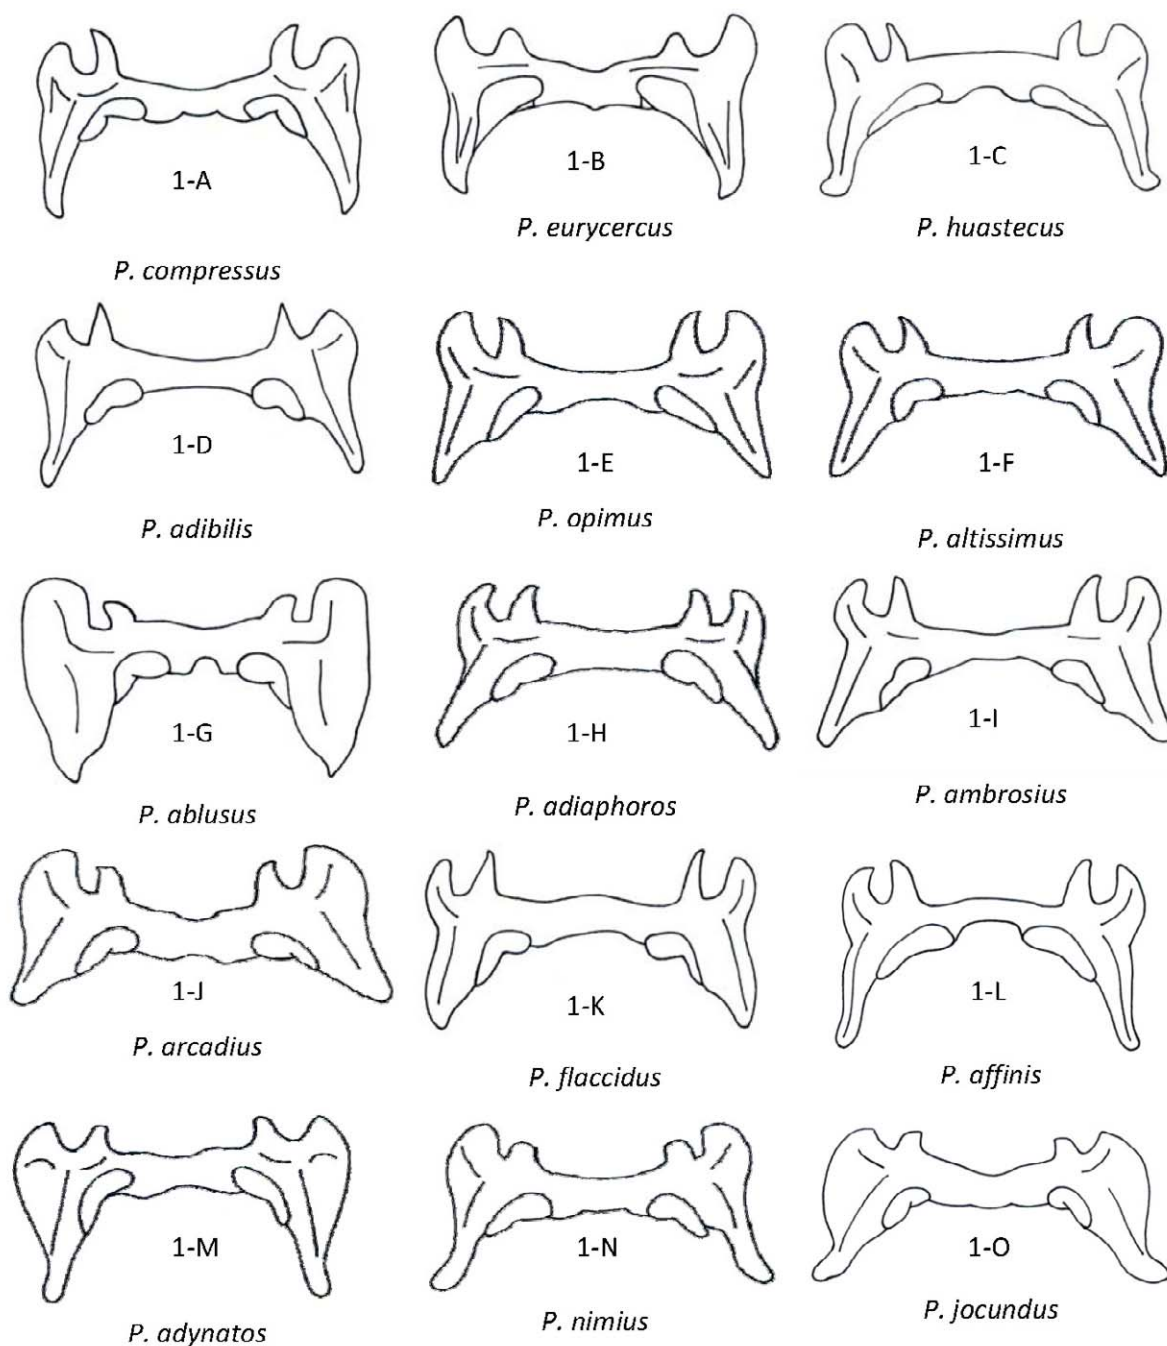 1-A
P. compressus
1-B
P. eurycercus
1-C
P. huastecus
1-D
P. adibilis
1-E
P. opimus
1-F
P. altissimus
1-G
P. ablusus
1-H
P. adiaphoros
1-I
P. ambrosius
1-J
P. arcadius
1-K
P. flaccidus
1-L
P. affinis
1-M
P. adynatos
1-N
P. nimius
1-O
P. jocundus